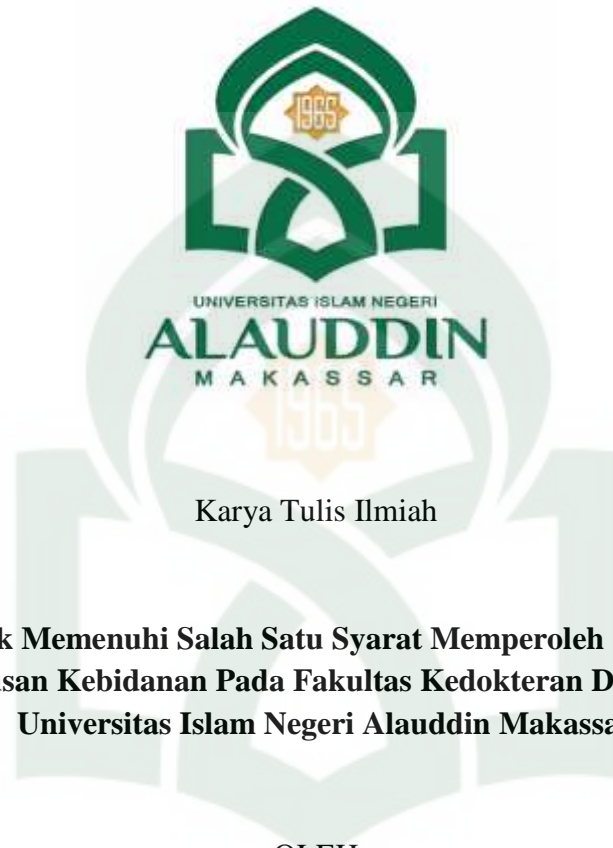 1965
UNIVERSITAS ISLAM NEGERI
ALAUDDIN
MAKASSAR
1965
Karya Tulis Ilmiah
Memenuhi Salah Satu Syarat Memperoleh
Kebidanan Pada Fakultas Kedokteran
Universitas Islam Negeri Alauddin